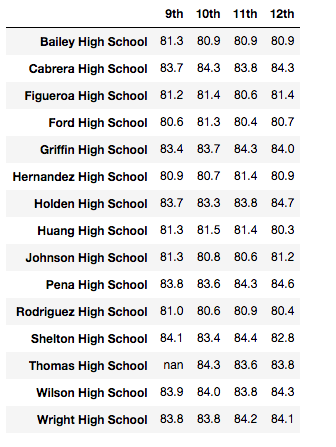 9th 10th 11th 12th
Bailey High School 81.3 80.9 80.9 80.9
Cabrera High School 83.7 84.3 83.8 84.3
Figueroa High School 81.2 81.4 80.6 81.4
Ford High School 80.6 81.3 80.4 80.7
Griffin High School 83.4 83.7 84.3 84.0
Hernandez High School 80.9 80.7 81.4 80.9
Holden High School 83.7 83.3 83.8 84.7
Huang High School 81.3 81.5 81.4 80.3
Johnson High School 81.3 80.8 80.6 81.2
Pena High School 83.8 83.6 84.3 84.6
Rodriguez High School 81.0 80.6 80.9 80.4
Shelton High School 84.1 83.4 84.4 82.8
Thomas High School nan 84.3 83.6 83.8
Wilson High School 83.9 84.0 83.8 84.3
Wright High School 83.8 83.8 84.2 84.1